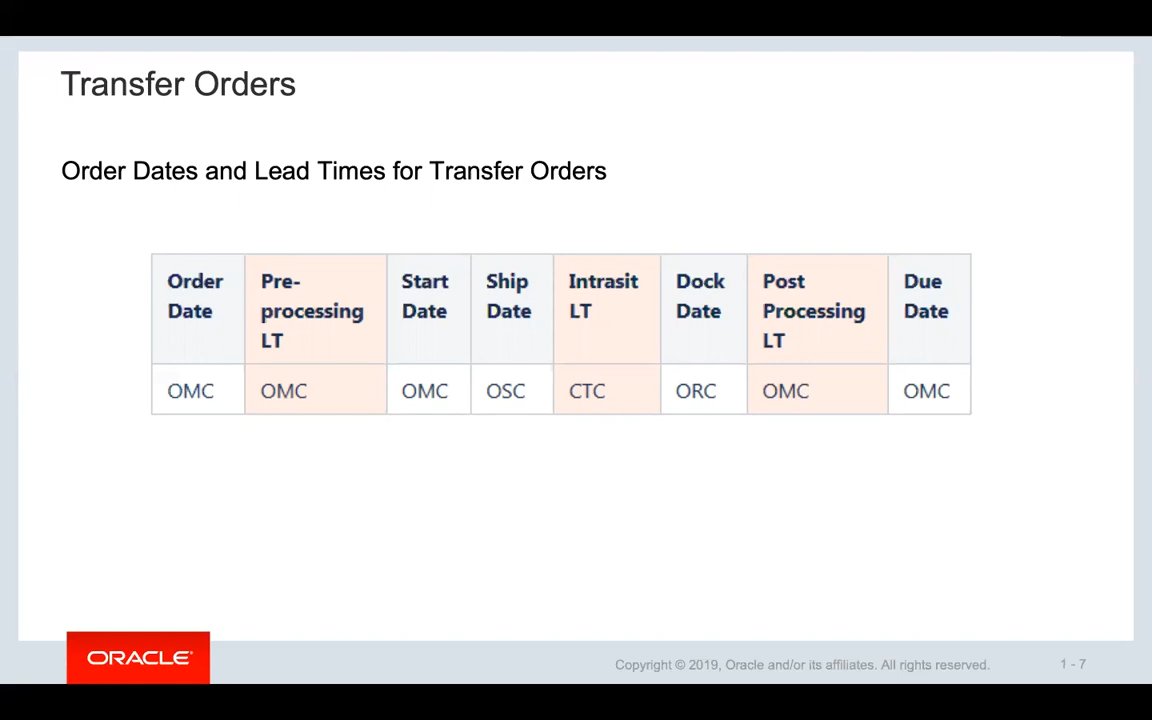 Transfer Orders
Order Dates and Lead Times for Transfer Orders
Order Date Pre-processing LT Start Date Ship Date Intrasit LT Dock Date Post Processing LT Due Date
OMC OMC OMC OSC CTC ORC OMC OMC
ORACLE®
Copyright © 2019, Oracle and/or its affiliates. All rights reserved. 1 - 7